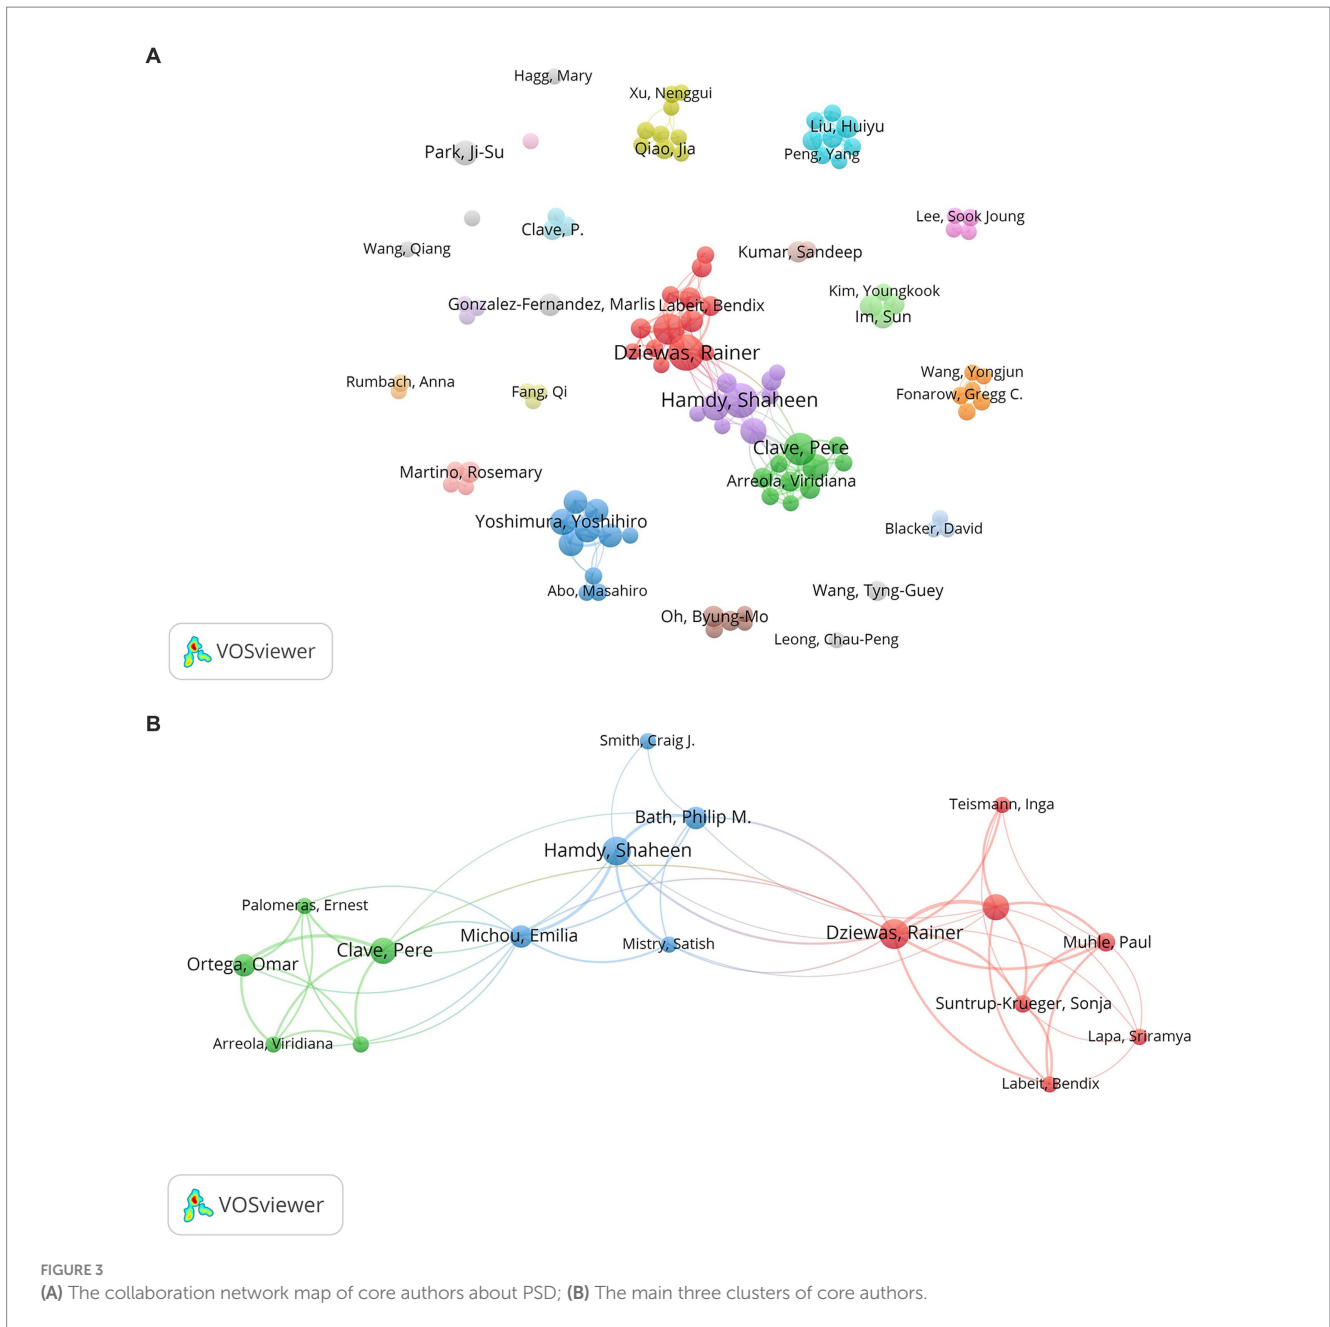 A
Hagg, Mary
Xu, Nenggui
Liu, Huiyu
Park, Ji-Su
Qiao, Jia
Peng, Yang
Lee, Sook Joung
Clave, P.
Wang, Qiang
Kumar, Sandeep
Kim, Youngkook
Gonzalez-Fernandez, Marlis
Labeit, Bendix
Im, Sun
Dziewas, Rainer
Wang, Yongjun
Rumbach, Anna
Fang, Qi
Hamdy, Shaheen
Fonarow, Gregg C.
Clave, Pere
Martino, Rosemary
Arreola, Viridiana
Yoshimura, Yoshihiro
Blacker, David
Abo, Masahiro
Wang, Tyng-Guey
Oh, Byung-Mo
Leong, Chau-Peng
VOSviewer
B
Smith, Craig J.
Teismann, Inga
Bath, Philip M.
Hamdy, Shaheen
Palomeras, Ernest
Michou, Emilia
Dziewas, Rainer
Clave, Pere
Mistry, Satish
Muhle, Paul
Ortega, Omar
Suntrup-Krueger, Sonja
Arreola, Viridiana
Lapa, Sriramya
Labeit, Bendix
VOSviewer
FIGURE 3
(A) The collaboration network map of core authors about PSD; (B) The main three clusters of core authors.